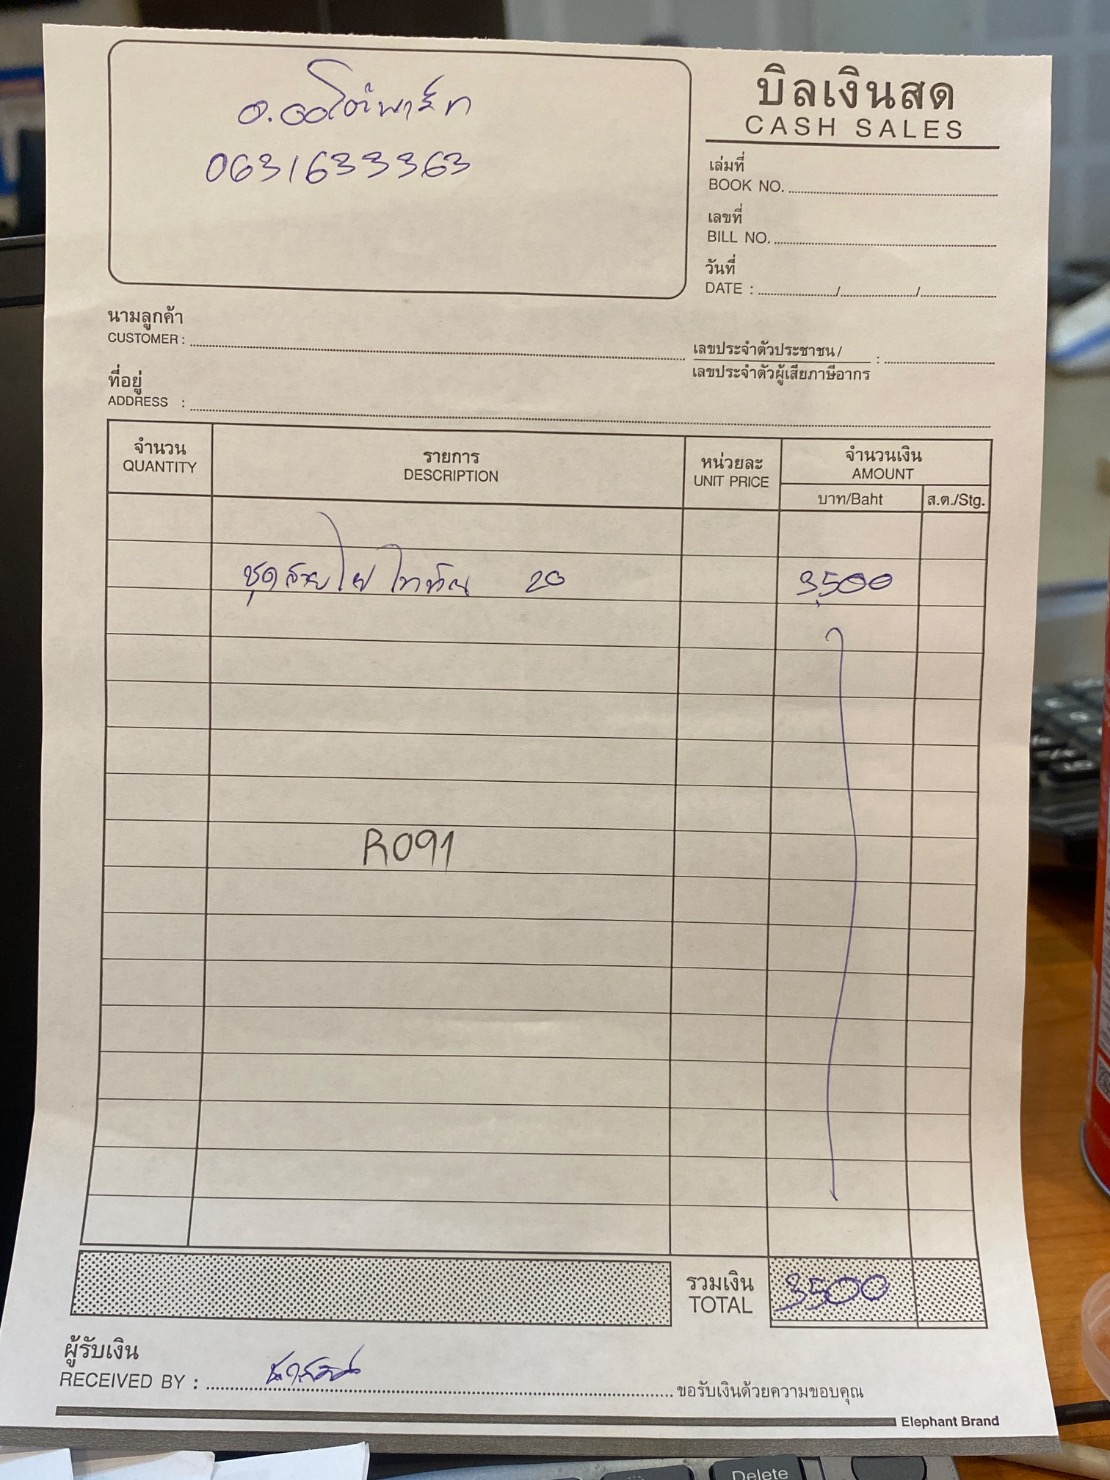 บิลเงินสด
CASH SALES
อ.ออโต้พาร์ท
0631633363
เล่มที่
BOOK NO.
เลขที่
BILL NO.
วันที่
DATE : / /
นามลูกค้า
CUSTOMER :
เลขประจำตัวประชาชน/ :
เลขประจำตัวผู้เสียภาษีอากร
ที่อยู่
ADDRESS :
จำนวน รายการ หน่วยละ จำนวนเงิน
QUANTITY DESCRIPTION UNIT PRICE AMOUNT
บาท/Baht ส.ต./Stg.
ชุดสายไฟ ไททัน 20 3,500
R091
รวมเงิน 3500
TOTAL
ผู้รับเงิน
RECEIVED BY : ขอรับเงินด้วยความขอบคุณ
Elephant Brand
Delete